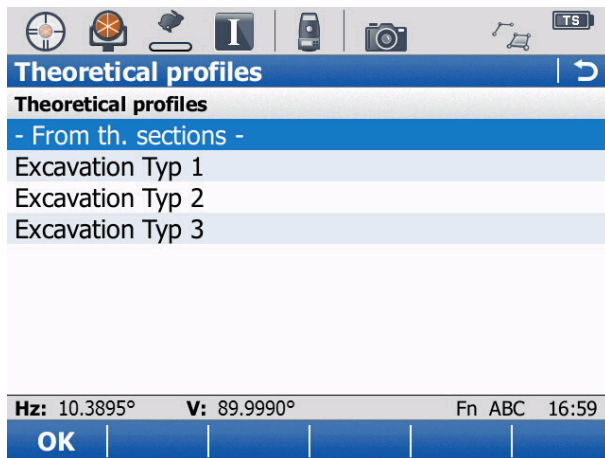 I
TS
Theoretical profiles
Theoretical profiles
- From th. sections -
Excavation Typ 1
Excavation Typ 2
Excavation Typ 3
Hz: 10.3895° V: 89.9990° Fn ABC 16:59
OK